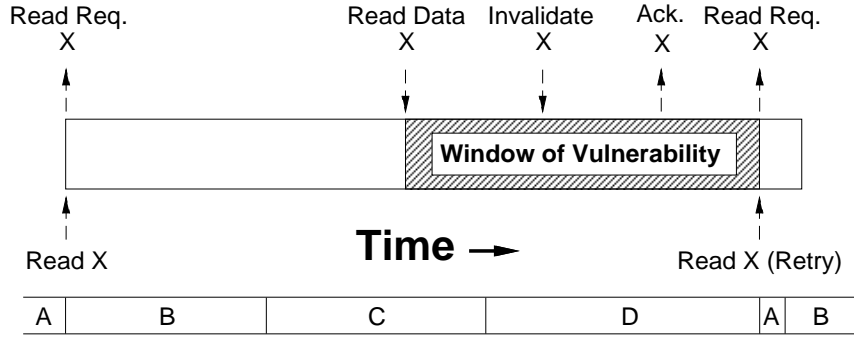 Read Req. Read Data Invalidate Ack. Read Req.
X X X X X
Window of Vulnerability
Time
Read X Read X (Retry)
A B C D A B